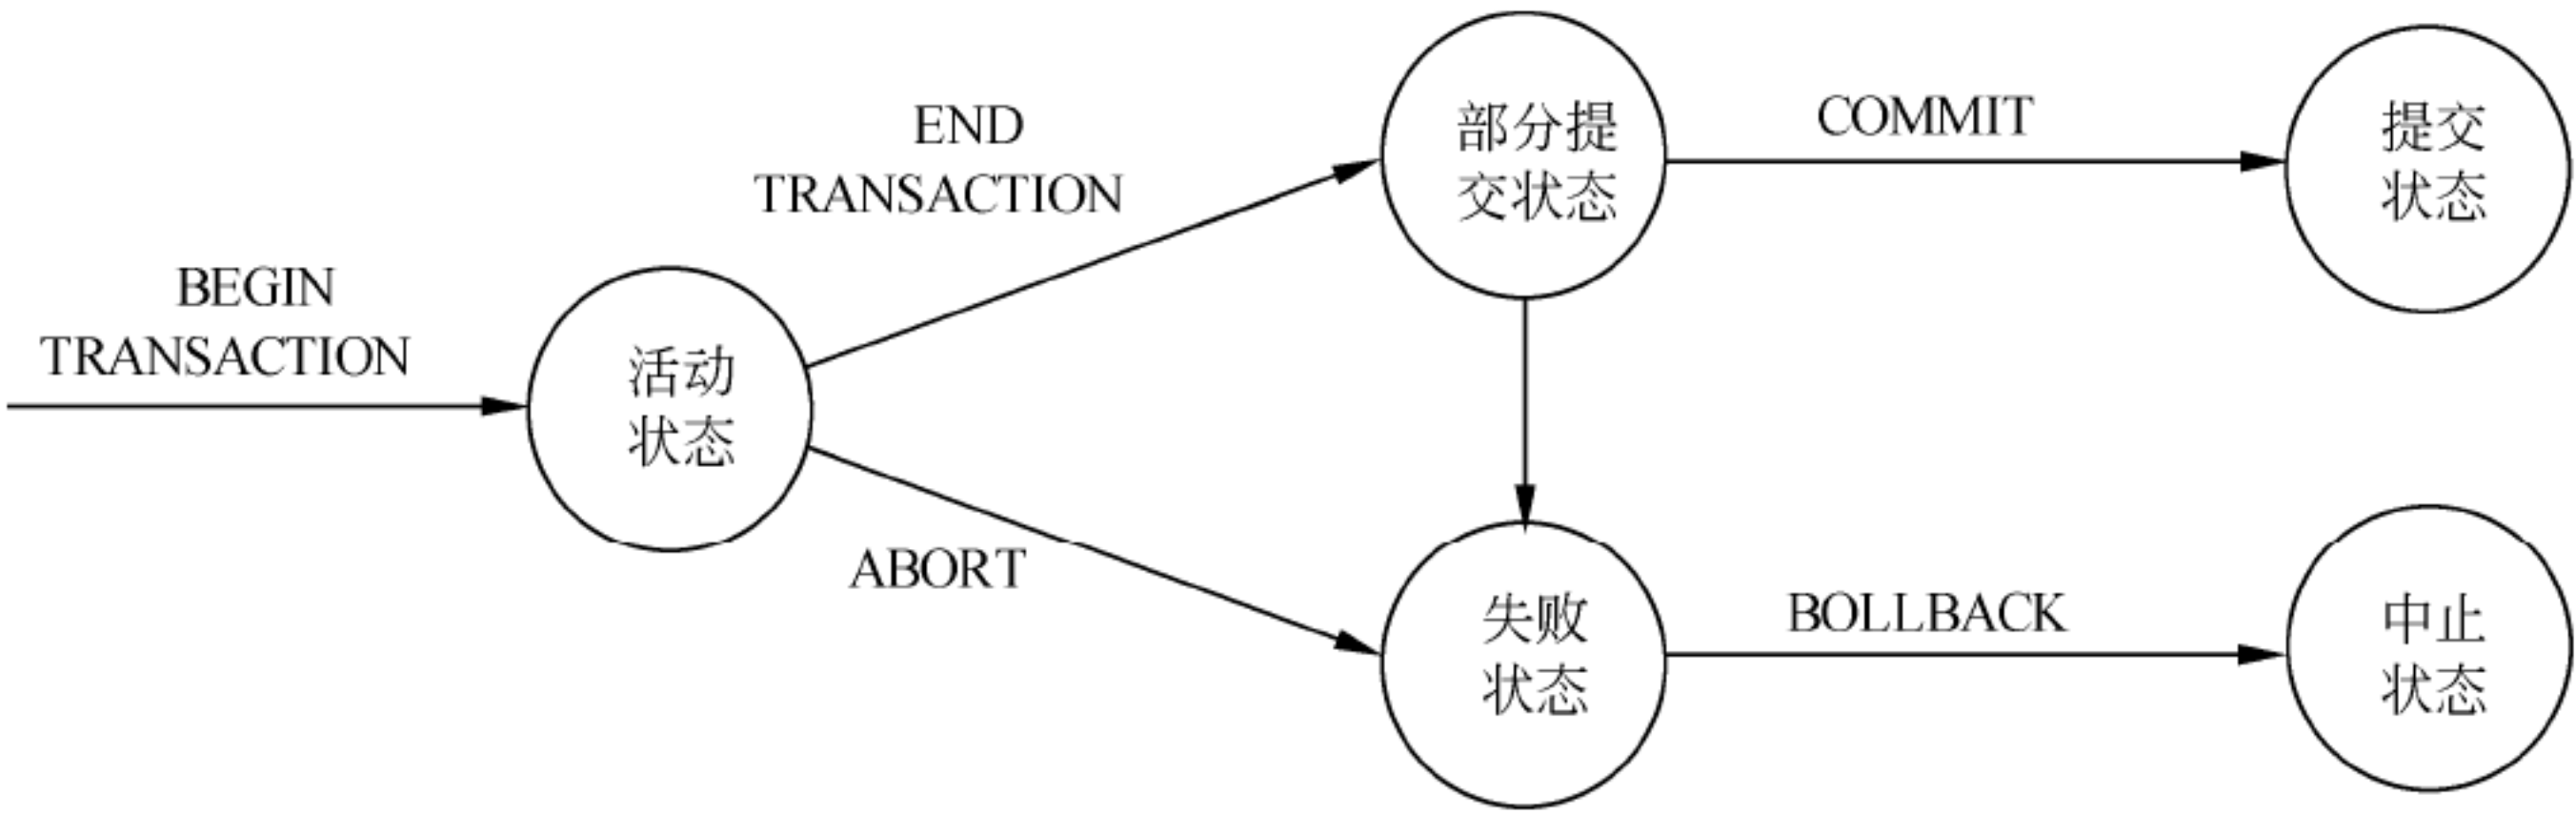 BEGIN
TRANSACTION
活动
状态
END
TRANSACTION
ABORT
部分提
交状态
COMMIT
提交
状态
失败
状态
BOLLBACK
中止
状态